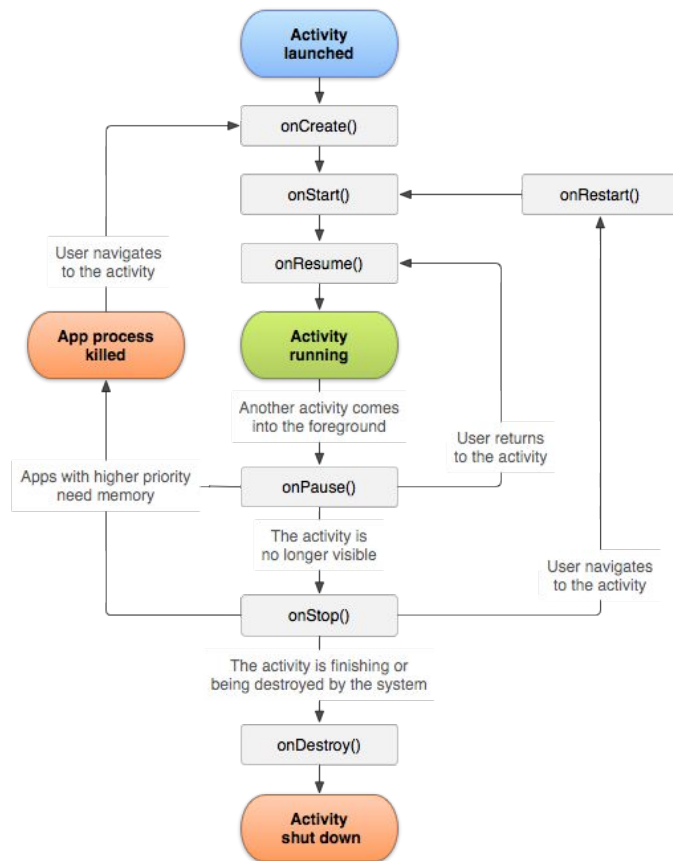 Activity
launched
onCreate()
onStart()
onRestart()
User navigates
to the activity
onResume()
App process
killed
Activity
running
Another activity comes
into the foreground
User returns
to the activity
Apps with higher priority
need memory
onPause()
The activity is
no longer visible
User navigates
to the activity
onStop()
The activity is finishing or
being destroyed by the system
onDestroy()
Activity
shut down